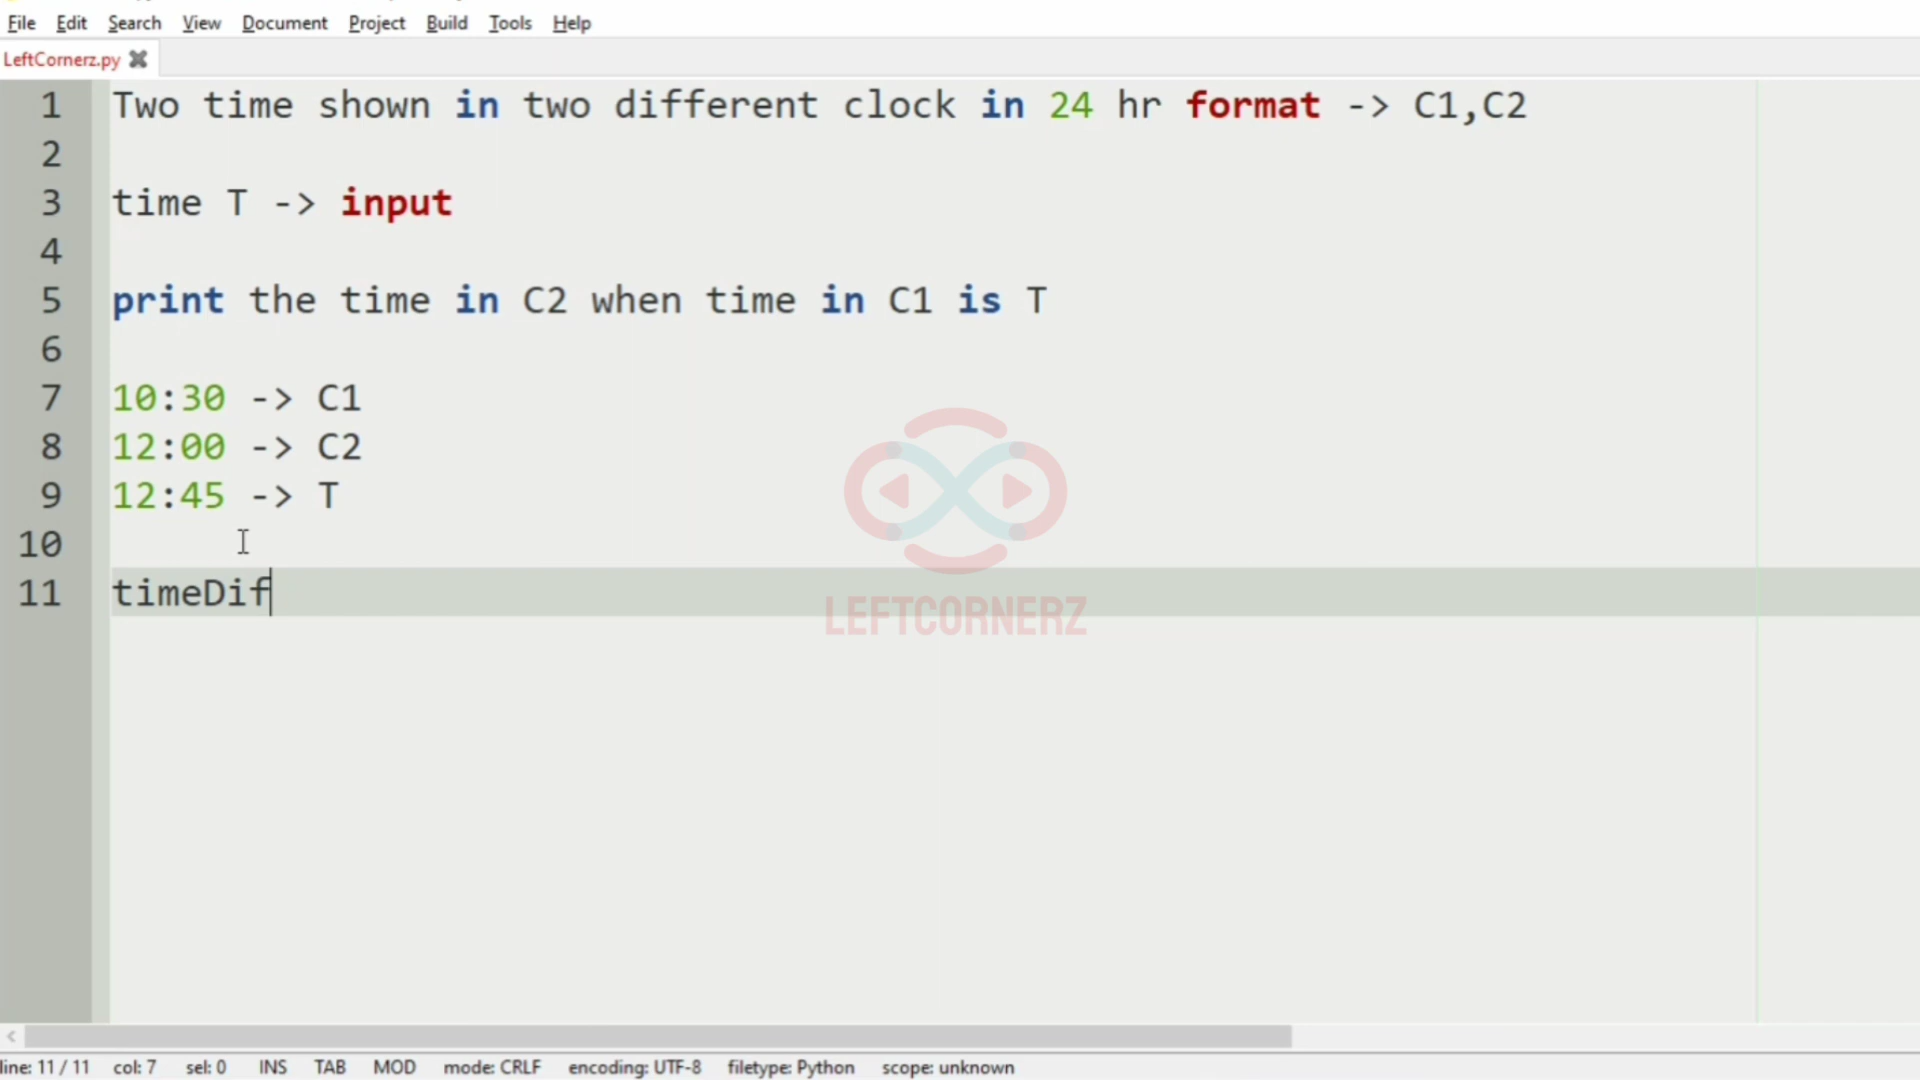 File Edit Search View Document Project Build Tools Help
LeftCornerz.py
1 Two time shown in two different clock in 24 hr format -> C1,C2
2
3 time T -> input
4
5 print the time in C2 when time in C1 is T
6
7 10:30 -> C1
8 12:00 -> C2
9 12:45 -> T
10
11 timeDif
LEFTCORNERZ
line: 11 / 11 col: 7 sel: 0 INS TAB MOD mode: CRLF encoding: UTF-8 filetype: Python scope: unknown